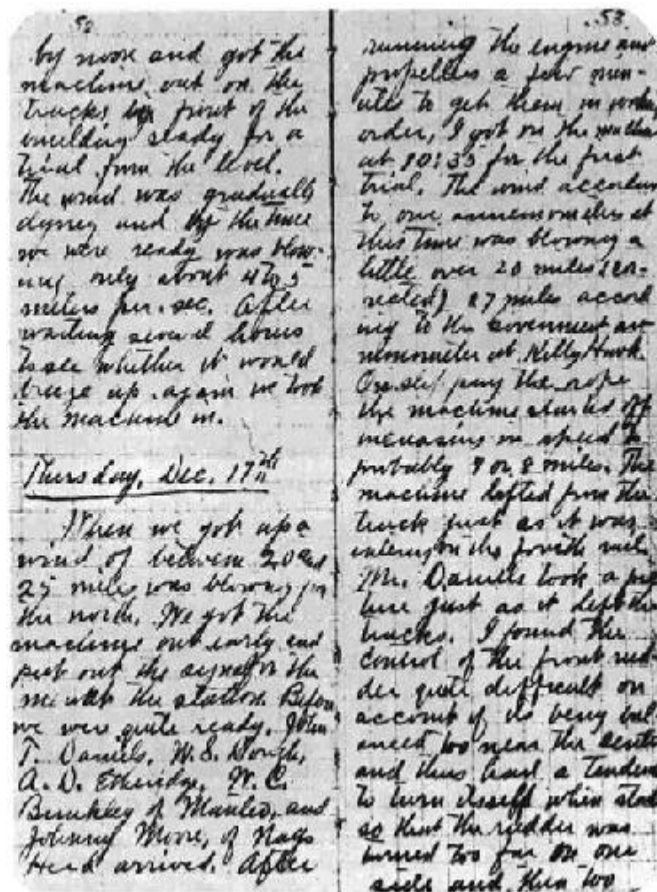 52
by noon and got the
machine out on the
tracks in front of the
building ready for a
trial from the level.
The wind was gradually
dying and by the time
we were ready was blow-
ing only about 4 to 5
meters per. sec. After
waiting several hours
to see whether it would
breeze up again we took
the machine in.
Thursday, Dec. 17th
When we got up a
wind of between 20 and
25 miles was blowing from
the north. We got the
machine out early and
put out the signal for the
men at the station. Before
we were quite ready, John
T. Daniels, W. S. Dough,
A. D. Etheridge, W. C.
Brinkley of Manteo, and
Johnny Moore, of Nags
Head arrived. After
53
running the engine and
propellers a few min-
utes to get them in working
order, I got on the machine
at 10:35 for the first
trial. The wind according
to our annemometer at
this time was blowing a
little over 20 miles (cor-
rected) 27 miles accord
ing to the Government an-
nemometer at Kitty Hawk.
On slipping the rope
the machine started off
increasing in speed to
probably 7 or 8 miles. The
machine lifted from the
truck just as it was
entering on the fourth rail.
Mr. Daniels took a pic
ture just as it left the
tracks. I found the
control of the front rud-
der quite difficult on
account of its being bal-
anced too near the center
and thus had a tendency
to turn itself when started
so that the rudder was
turned too far on one
side and then too